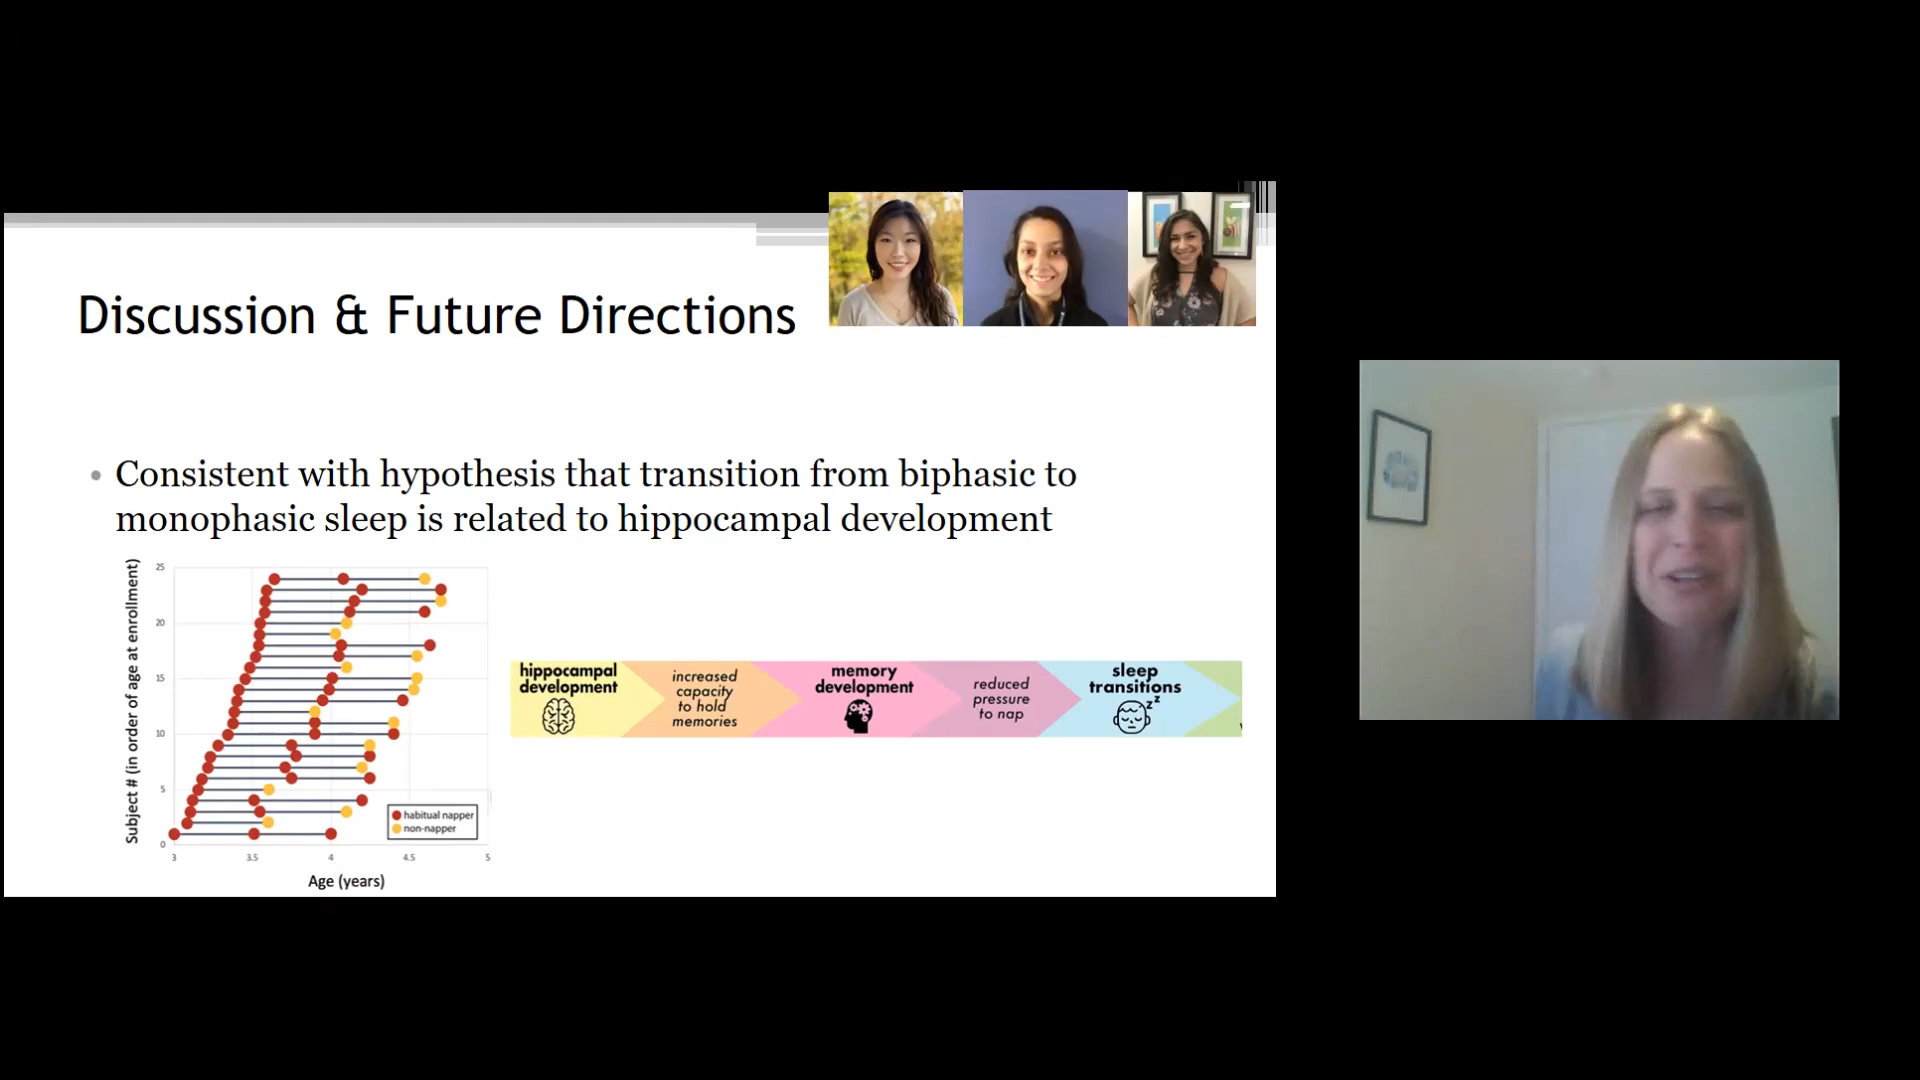 Discussion & Future Directions
Consistent with hypothesis that transition from biphasic to
monophasic sleep is related to hippocampal development
Subject # (in order of age at enrollment)
25
20
15
10
5
0
habitual napper
non-napper
3
3.5
4
4.5
5
Age (years)
hippocampal
development
increased
capacity
to hold
memories
memory
development
reduced
pressure
to nap
sleep
transitions
zz